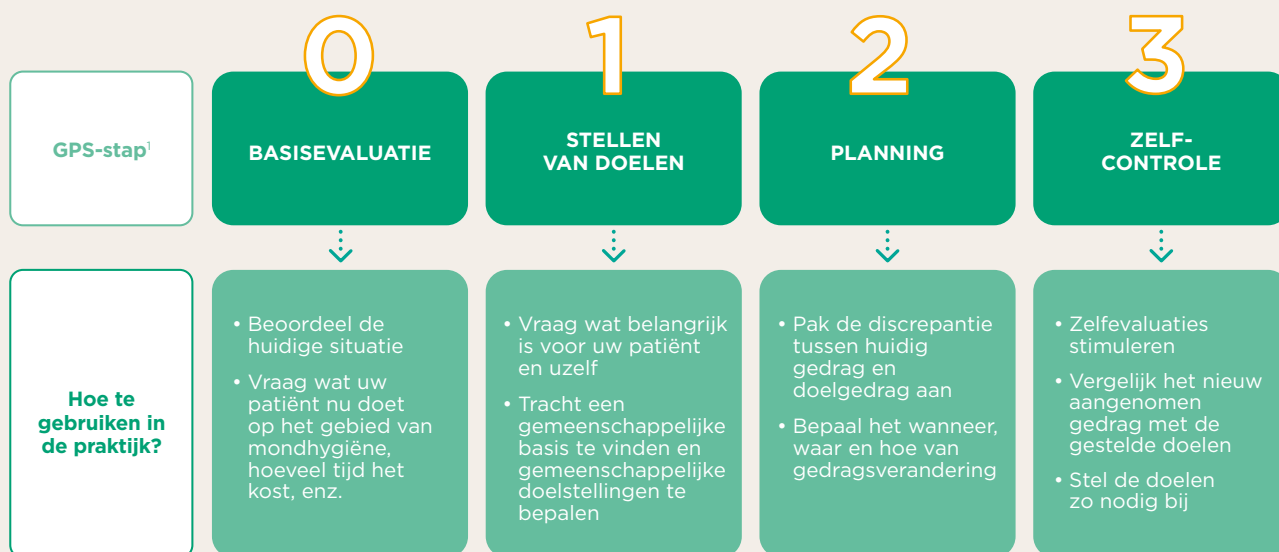 0
1
2
3
GPS-stap¹
BASISEVALUATIE
STELLEN
VAN DOELEN
PLANNING
ZELF-
CONTROLE
Hoe te
gebruiken in
de praktijk?
• Beoordeel de
huidige situatie
• Vraag wat uw
patiënt nu doet
op het gebied van
mondhygiëne,
hoeveel tijd het
kost, enz.
• Vraag wat belangrijk
is voor uw patiënt
en uzelf
• Tracht een
gemeenschappelijke
basis te vinden en
gemeenschappelijke
doelstellingen te
bepalen
• Pak de discrepantie
tussen huidig
gedrag en
doelgedrag aan
• Bepaal het wanneer,
waar en hoe van
gedragsverandering
• Zelfevaluaties
stimuleren
• Vergelijk het nieuw
aangenomen
gedrag met de
gestelde doelen
• Stel de doelen
zo nodig bij